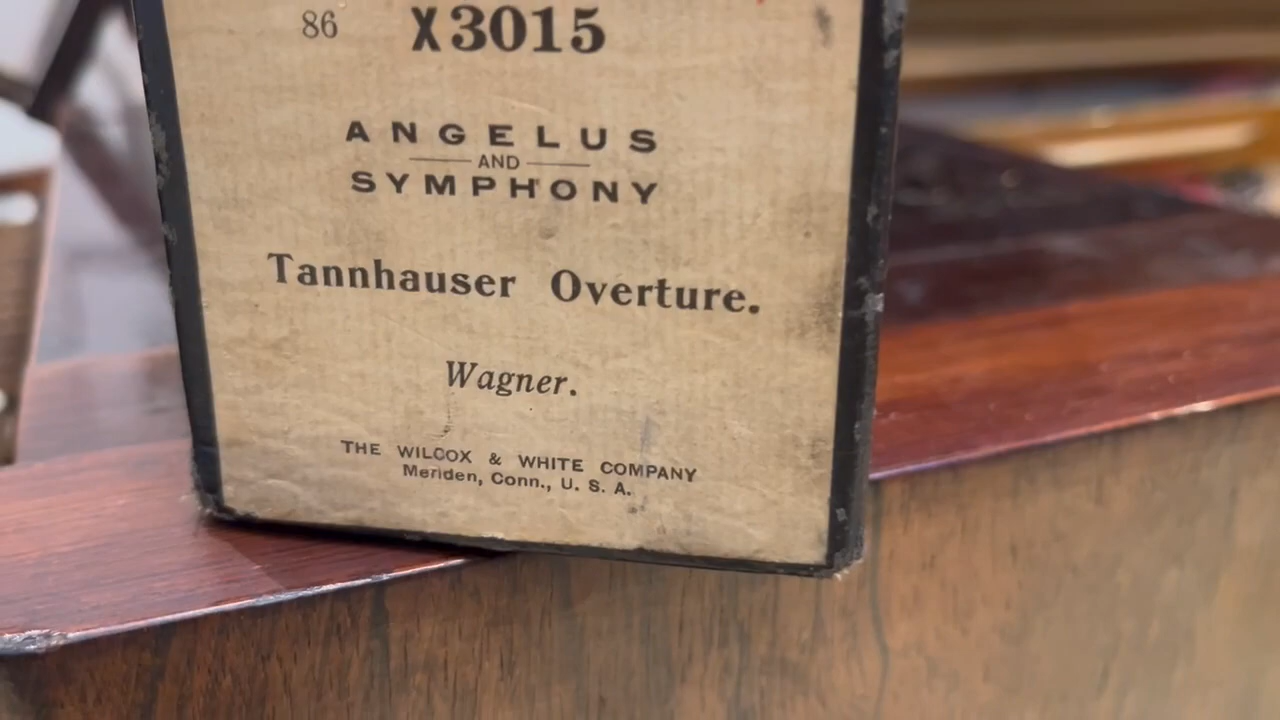 86 X3015
ANGELUS
AND
SYMPHONY
Tannhauser Overture.
Wagner.
THE WILCOX & WHITE COMPANY
Meriden, Conn., U. S. A.